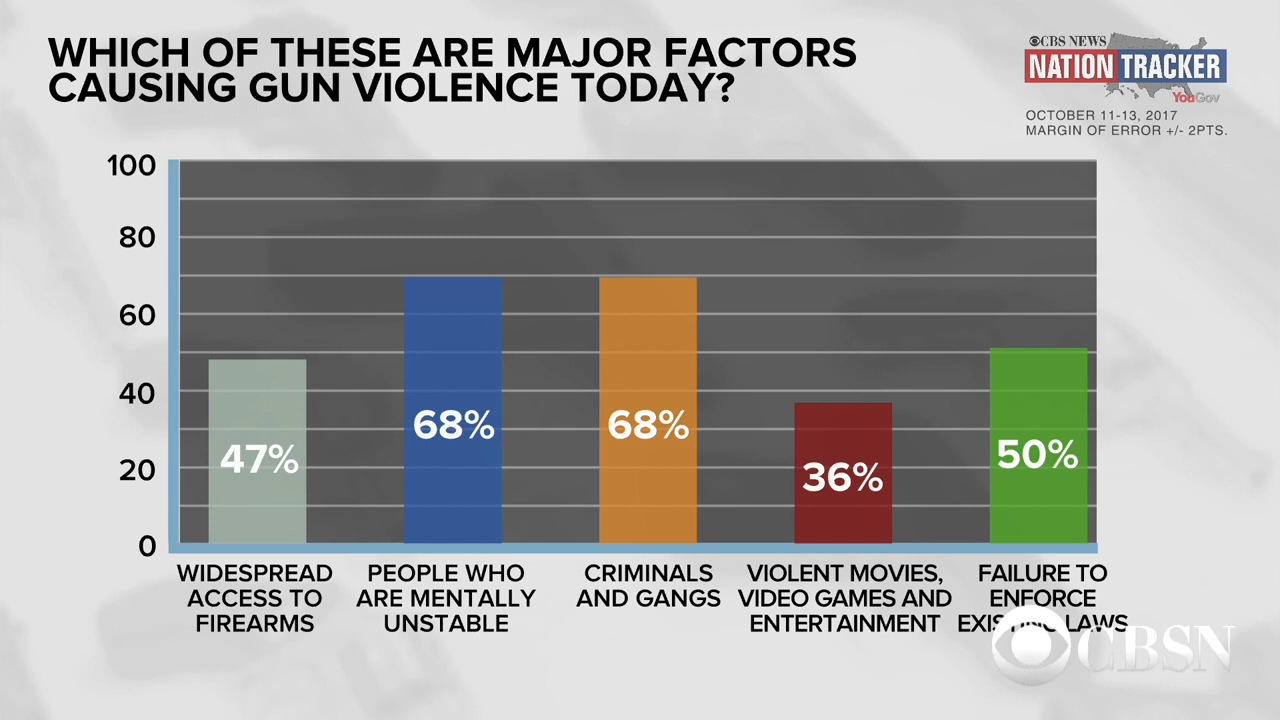 WHICH OF THESE ARE MAJOR FACTORS
CAUSING GUN VIOLENCE TODAY?
CBS NEWS
NATION TRACKER
YouGov
OCTOBER 11-13, 2017
MARGIN OF ERROR +/- 2PTS.
100
80
60
40
20
0
47%
68%
68%
36%
50%
WIDESPREAD
ACCESS TO
FIREARMS
PEOPLE WHO
ARE MENTALLY
UNSTABLE
CRIMINALS
AND GANGS
VIOLENT MOVIES,
VIDEO GAMES AND
ENTERTAINMENT
FAILURE TO
ENFORCE
EXISTING LAWS
CBSN